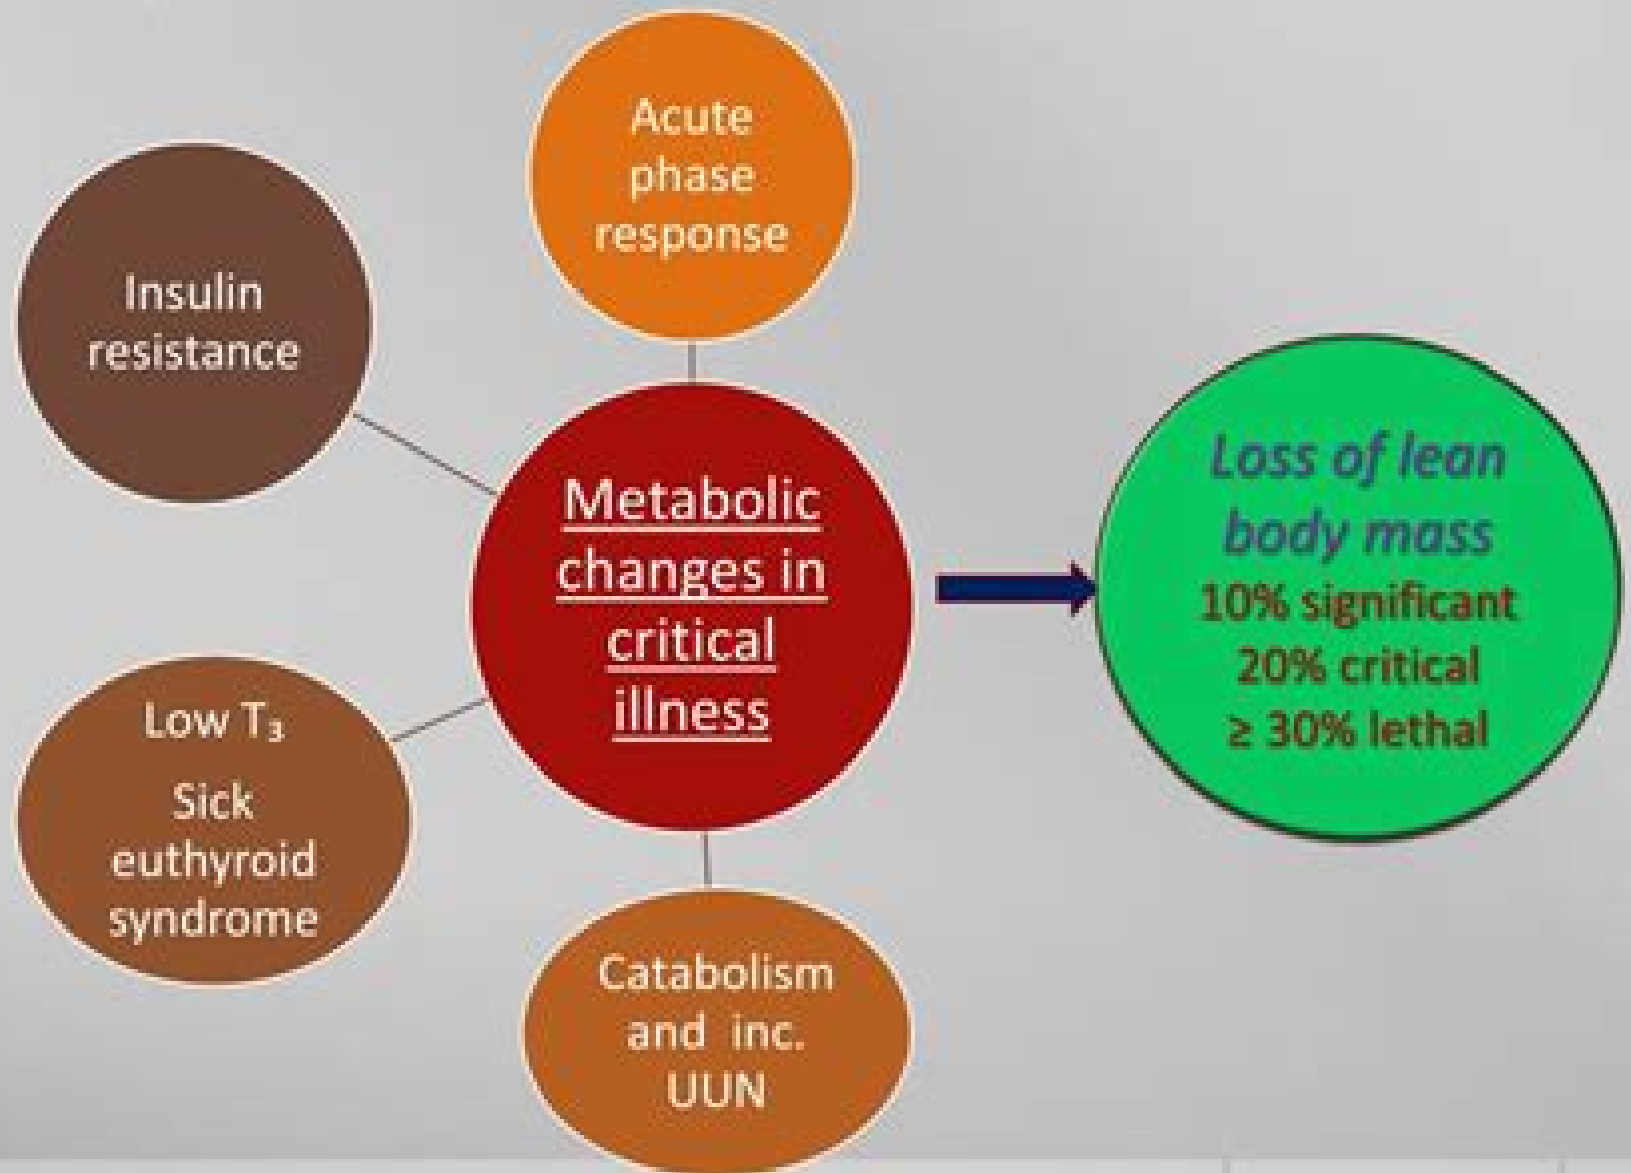 Acute
phase
response
Insulin
resistance
Metabolic
changes in
critical
illness
Loss of lean
body mass
10% significant
20% critical
≥ 30% lethal
Low T₃
Sick
euthyroid
syndrome
Catabolism
and inc.
UUN